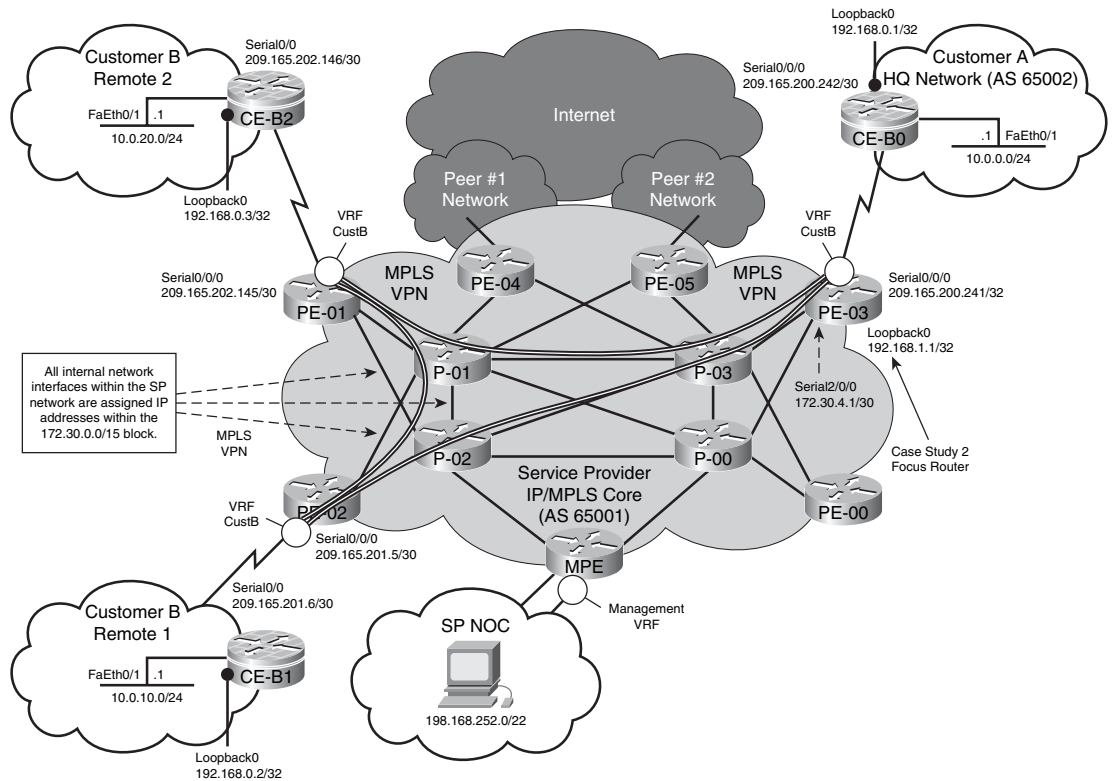 Loopback0
192.168.0.1/32
Customer B
Remote 2
Serial0/0
209.165.202.146/30
FaEth0/1
.1
10.0.20.0/24
CE-B2
Loopback0
192.168.0.3/32
Serial0/0/0
209.165.200.242/30
Customer A
HQ Network (AS 65002)
CE-B0
.1
FaEth0/1
10.0.0.0/24
Internet
Peer #1
Network
Peer #2
Network
VRF
CustB
VRF
CustB
MPLS
VPN
MPLS
VPN
PE-04
PE-05
Serial0/0/0
209.165.202.145/30
PE-01
Serial0/0/0
209.165.200.241/32
PE-03
Loopback0
192.168.1.1/32
P-01
P-03
Serial2/0/0
172.30.4.1/30
All internal network
interfaces within the SP
network are assigned IP
addresses within the
172.30.0.0/15 block.
MPLS
VPN
P-02
P-00
Case Study 2
Focus Router
Service Provider
IP/MPLS Core
(AS 65001)
PE-02
PE-00
VRF
CustB
Serial0/0/0
209.165.201.5/30
MPE
Management
VRF
Serial0/0
209.165.201.6/30
Customer B
Remote 1
FaEth0/1
.1
10.0.10.0/24
CE-B1
Loopback0
192.168.0.2/32
SP NOC
198.168.252.0/22